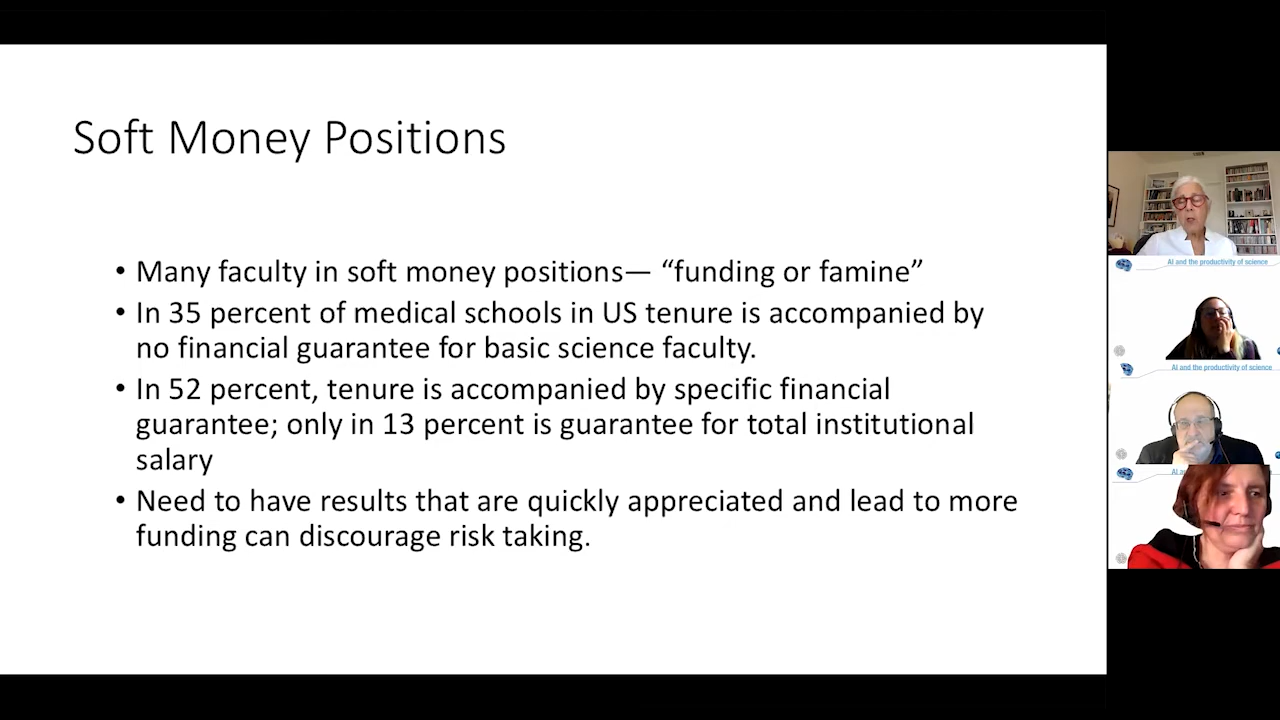 Soft Money Positions
• Many faculty in soft money positions— “funding or famine”
• In 35 percent of medical schools in US tenure is accompanied by
no financial guarantee for basic science faculty.
• In 52 percent, tenure is accompanied by specific financial
guarantee; only in 13 percent is guarantee for total institutional
salary
• Need to have results that are quickly appreciated and lead to more
funding can discourage risk taking.
AI and the productivity of science
AI and the productivity of science
AI